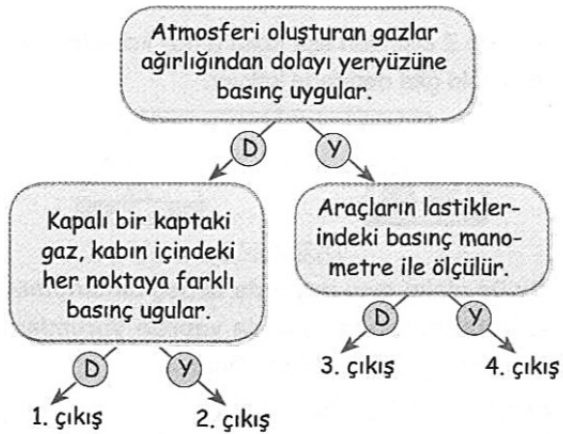 Atmosferi oluşturan gazlar
ağırlığından dolayı yeryüzüne
basınç uygular.
D
Y
Kapalı bir kaptaki
gaz, kabın içindeki
her noktaya farklı
basınç ugular.
Araçların lastikler-
indeki basınç mano-
metre ile ölçülür.
D
Y
3. çıkış
4. çıkış
D
Y
1. çıkış
2. çıkış